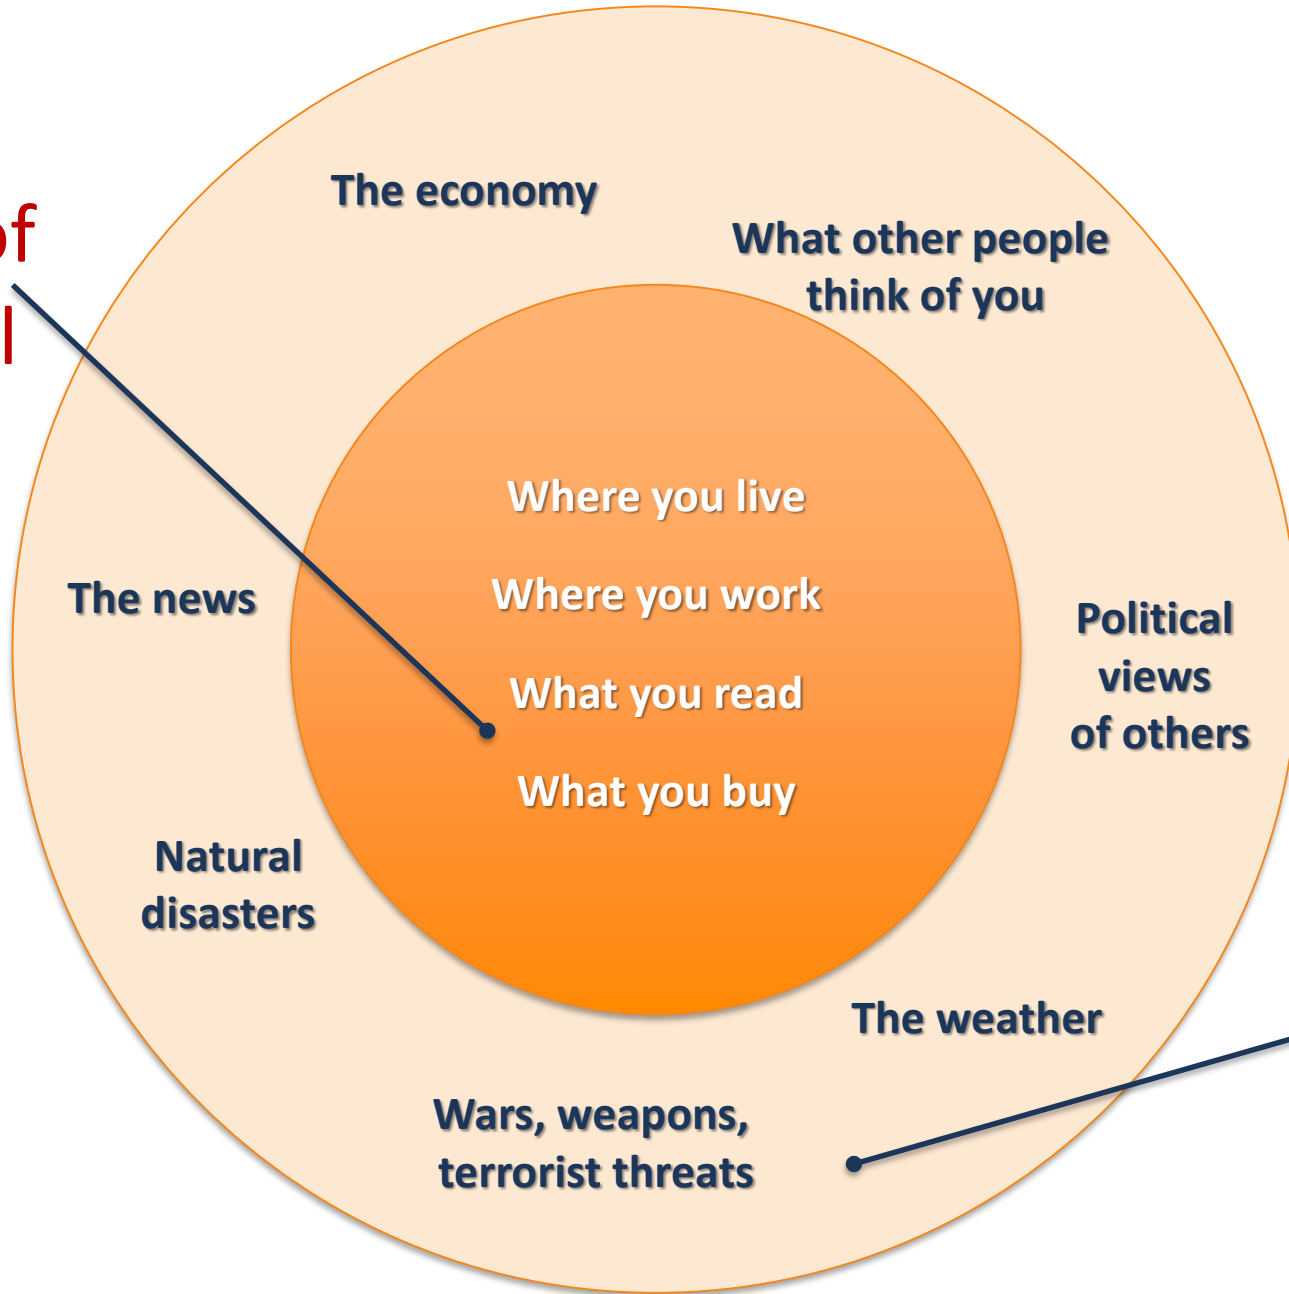 The economy
of
What other people
think of you
l
Where you live
Where you work
The news
Political
views
of others
What you read
What you buy
Natural
disasters
The weather
Wars, weapons,
terrorist threats